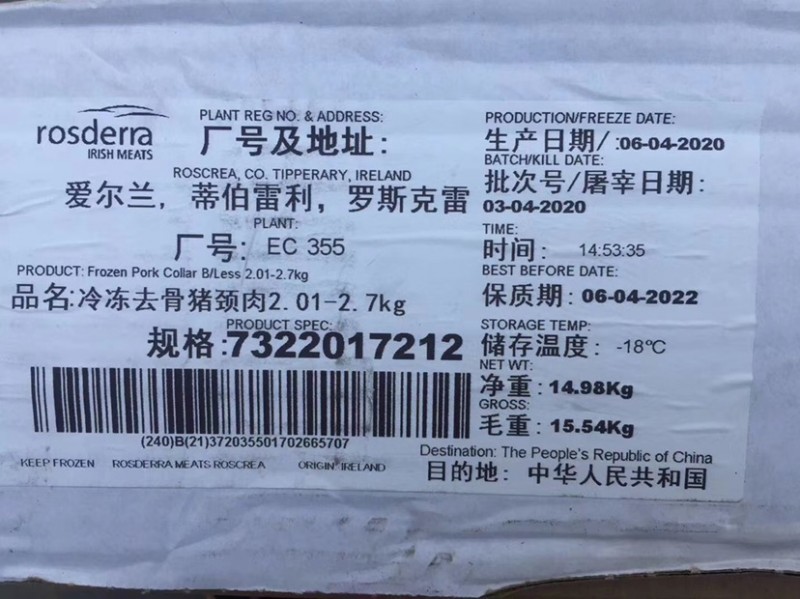 rosderra
IRISH MEATS
PLANT REG NO. & ADDRESS:
厂号及地址:
ROSCREA, CO. TIPPERARY, IRELAND
爱尔兰, 蒂伯雷利, 罗斯克雷
PLANT:
厂号: EC 355
PRODUCT: Frozen Pork Collar B/Less 2.01-2.7kg
品名:冷冻去骨猪颈肉2.01-2.7kg
PRODUCT SPEC:
规格:7322017212
(240)B(21)372035501702665707
KEEP FROZEN ROSDERRA MEATS ROSCREA ORIGIN IRELAND
PRODUCTION/FREEZE DATE:
生产日期/:06-04-2020
BATCH/KILL DATE:
批次号/屠宰日期:
03-04-2020
TIME:
时间: 14:53:35
BEST BEFORE DATE:
保质期: 06-04-2022
STORAGE TEMP:
储存温度: -18℃
NET WT:
净重: 14.98Kg
GROSS:
毛重: 15.54Kg
Destination: The People's Republic of China
目的地: 中华人民共和国